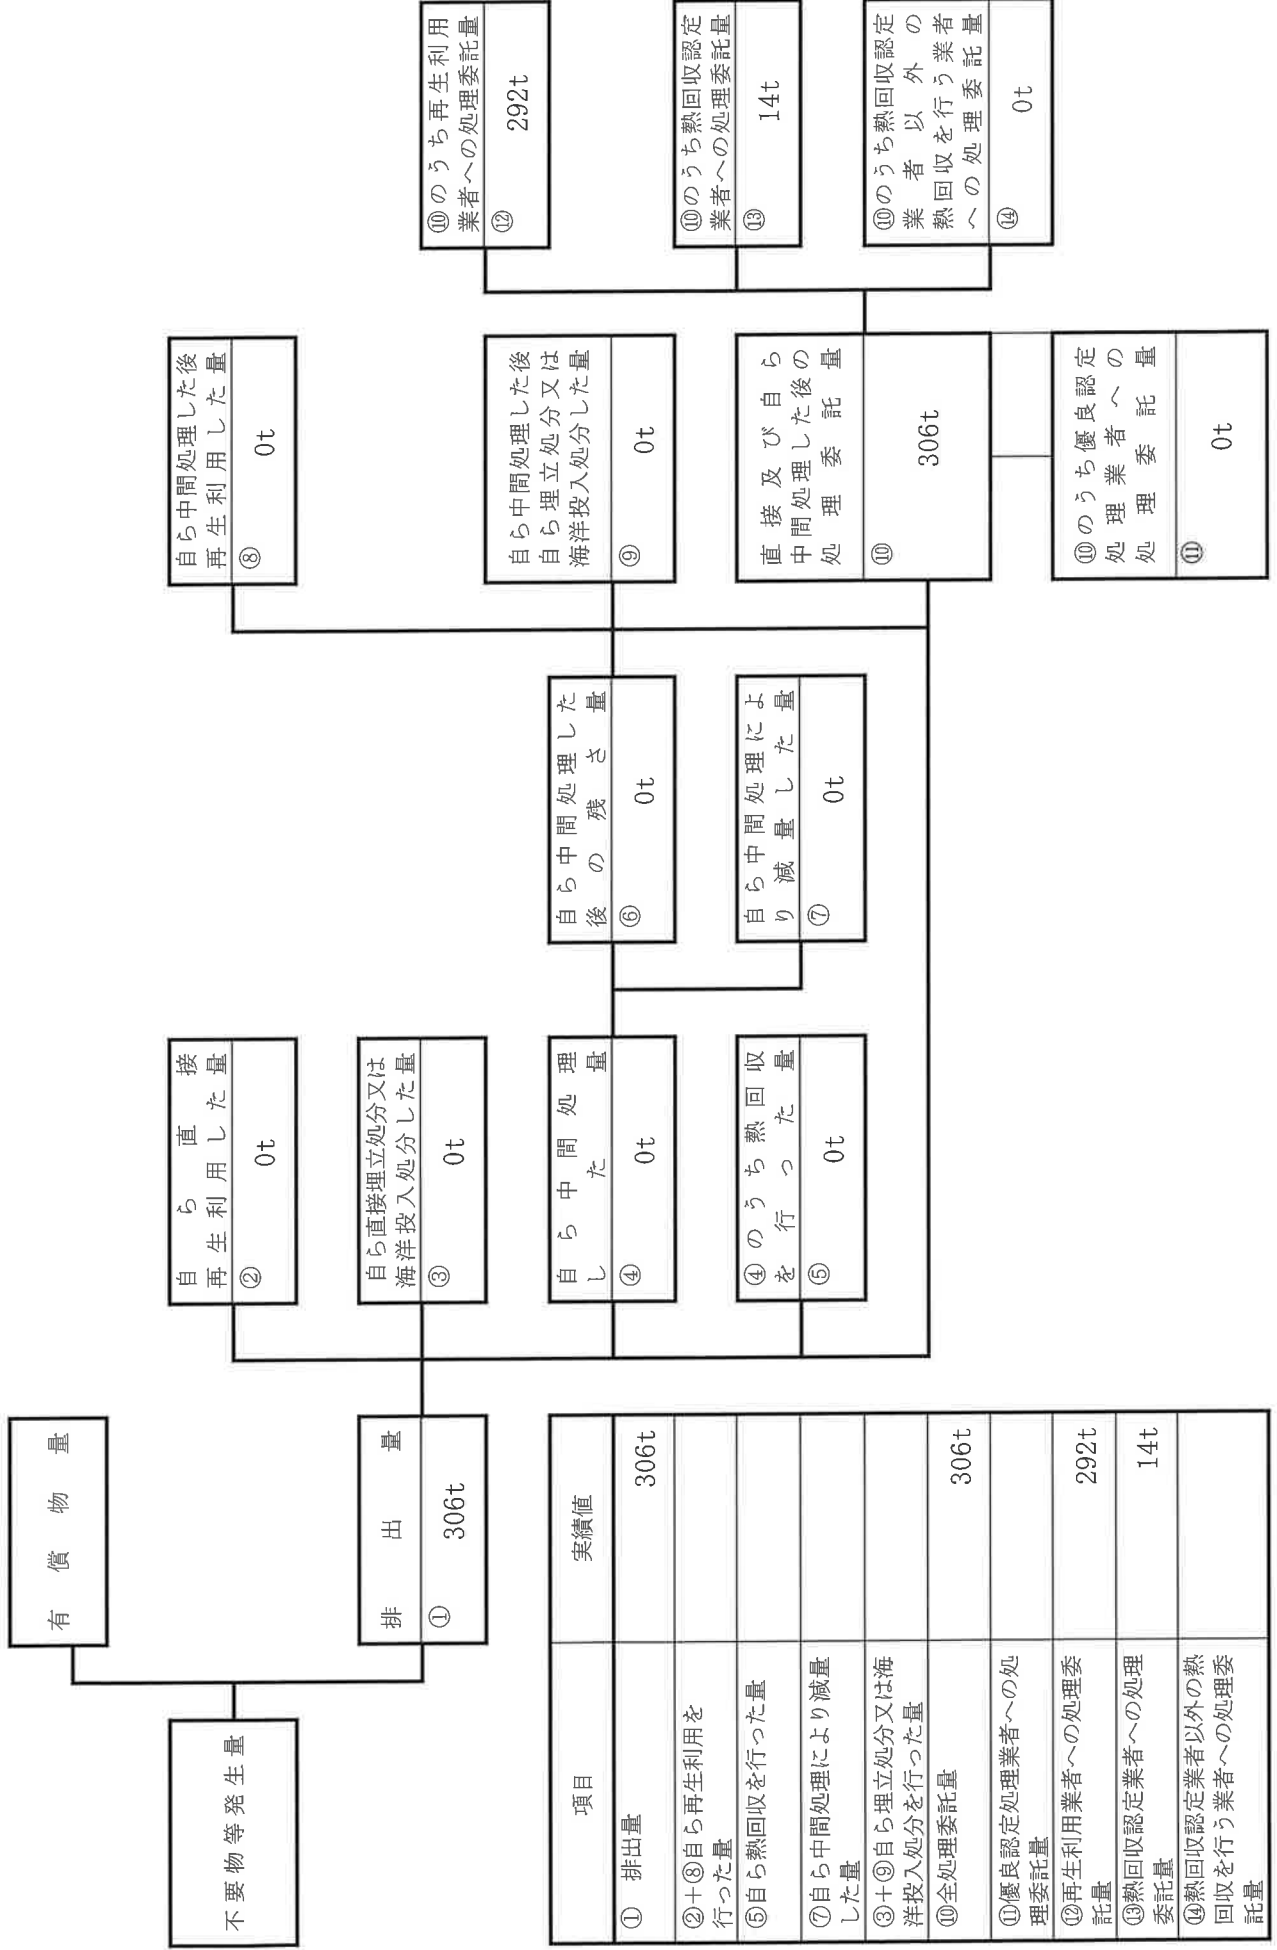 不要物等発生量
有償物量
排出量
① 306t
自ら直接
再生利用した量
② 0t
自ら直接埋立処分又は
海洋投入処分した量
③ 0t
自ら中間処理
した量
④ 0t
④のうち熱回収
を行った量
⑤ 0t
自ら中間処理した
後の残さ量
⑥ 0t
自ら中間処理によ
り減量した量
⑦ 0t
自ら中間処理した後
再生利用した量
⑧ 0t
自ら中間処理した後
自ら埋立処分又は
海洋投入処分した量
⑨ 0t
直接及び自ら
中間処理した後の
処理委託量
⑩ 306t
⑩のうち優良認定
処理業者への
処理委託量
⑪ 0t
⑩のうち再生利用
業者への処理委託量
⑫ 292t
⑩のうち熱回収認定
業者への処理委託量
⑬ 14t
⑩のうち熱回収認定
業者以外の
熱回収を行う業者
への処理委託量
⑭ 0t
項目 実績値
① 排出量 306t
②+⑧自ら再生利用を
行った量
⑤自ら熱回収を行った量
⑦自ら中間処理により減量
した量
③+⑨自ら埋立処分又は海
洋投入処分を行った量
⑩全処理委託量 306t
⑪優良認定処理業者への処
理委託量
⑫再生利用業者への処理委
託量 292t
⑬熱回収認定業者への処理
委託量 14t
⑭熱回収認定業者以外の熱
回収を行う業者への処理委
託量